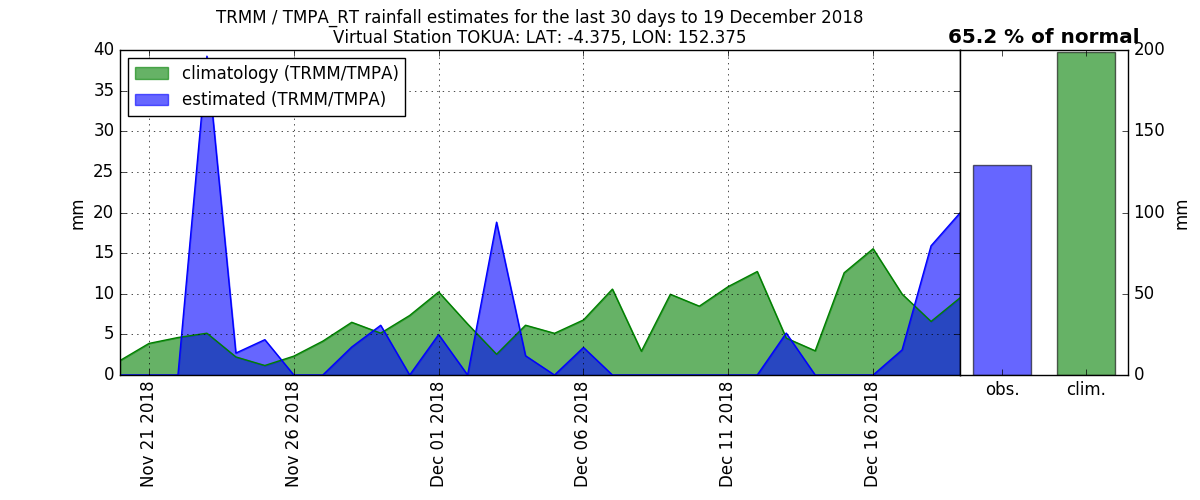 TRMM / TMPA_RT rainfall estimates for the last 30 days to 19 December 2018
Virtual Station TOKUA: LAT: -4.375, LON: 152.375
65.2 % of normal
climatology (TRMM/TMPA)
estimated (TRMM/TMPA)
40
35
30
25
20
15
10
5
0
mm
Nov 21 2018
Nov 26 2018
Dec 01 2018
Dec 06 2018
Dec 11 2018
Dec 16 2018
obs.
clim.
200
150
100
50
0
mm